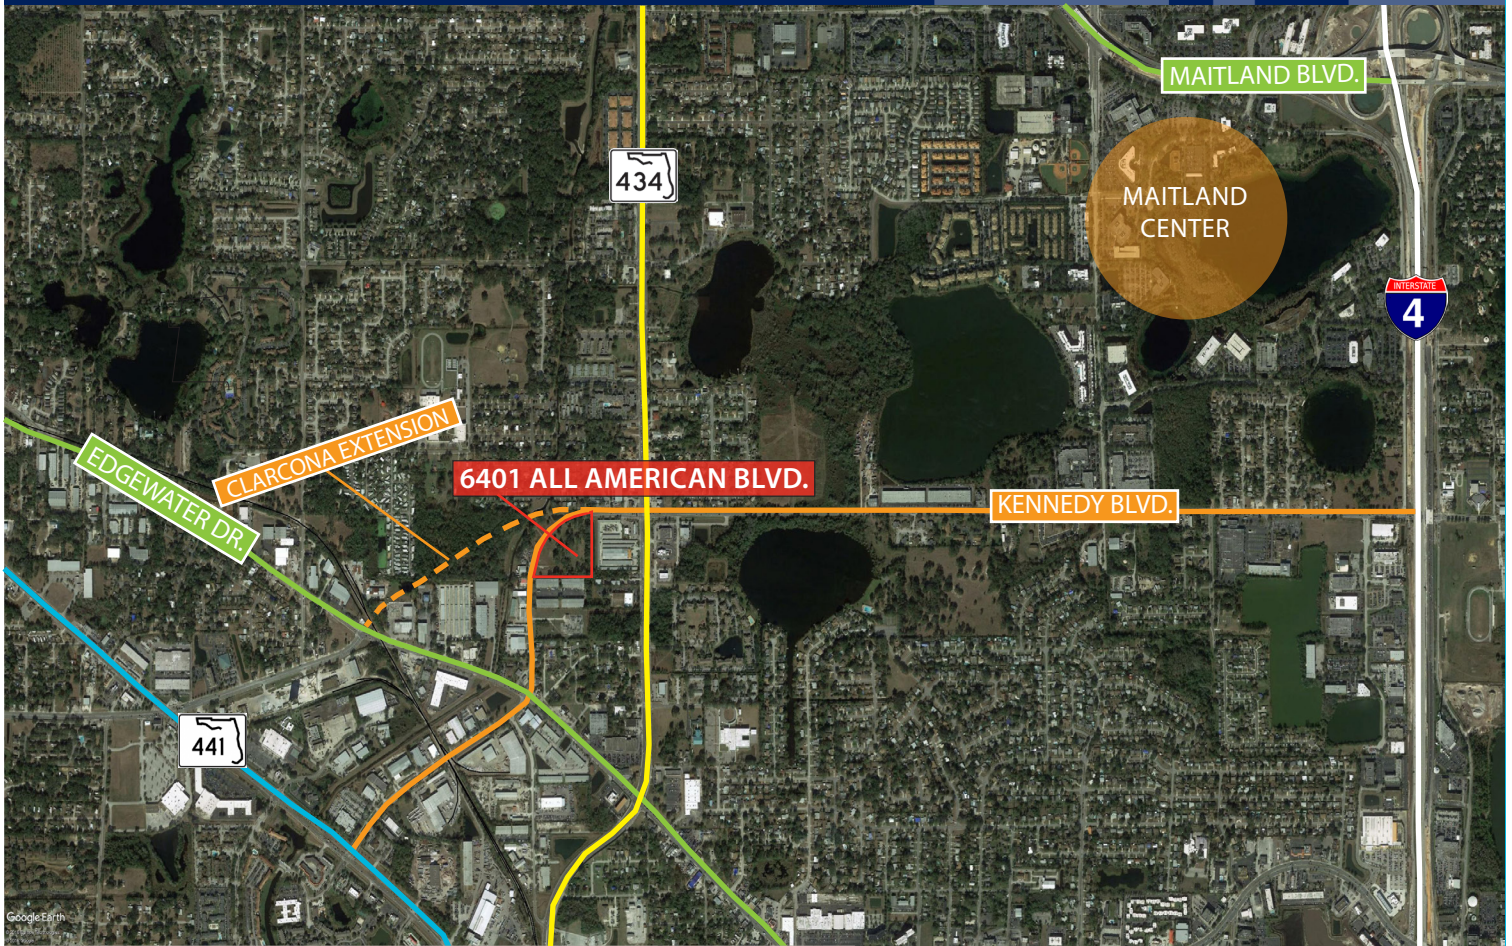 MAITLAND BLVD.
434
MAITLAND
CENTER
INTERSTATE
4
CLARCONA EXTENSION
EDGEWATER DR.
6401 ALL AMERICAN BLVD.
KENNEDY BLVD.
441
Google Earth